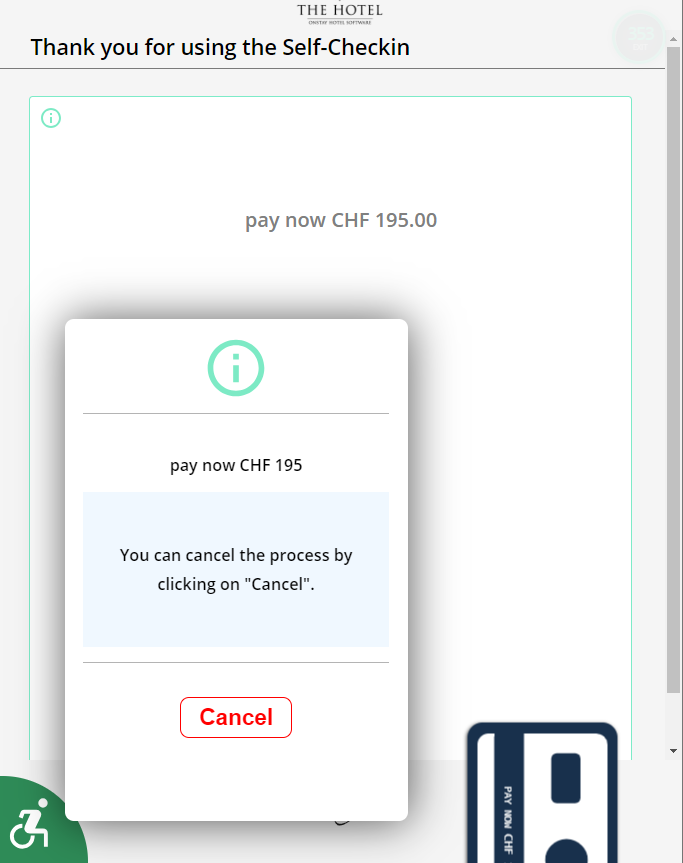 THE HOTEL
ONSTAY HOTEL SOFTWARE
Thank you for using the Self-Checkin
pay now CHF 195.00
pay now CHF 195
You can cancel the process by
clicking on "Cancel".
Cancel
PAY NOW CHF